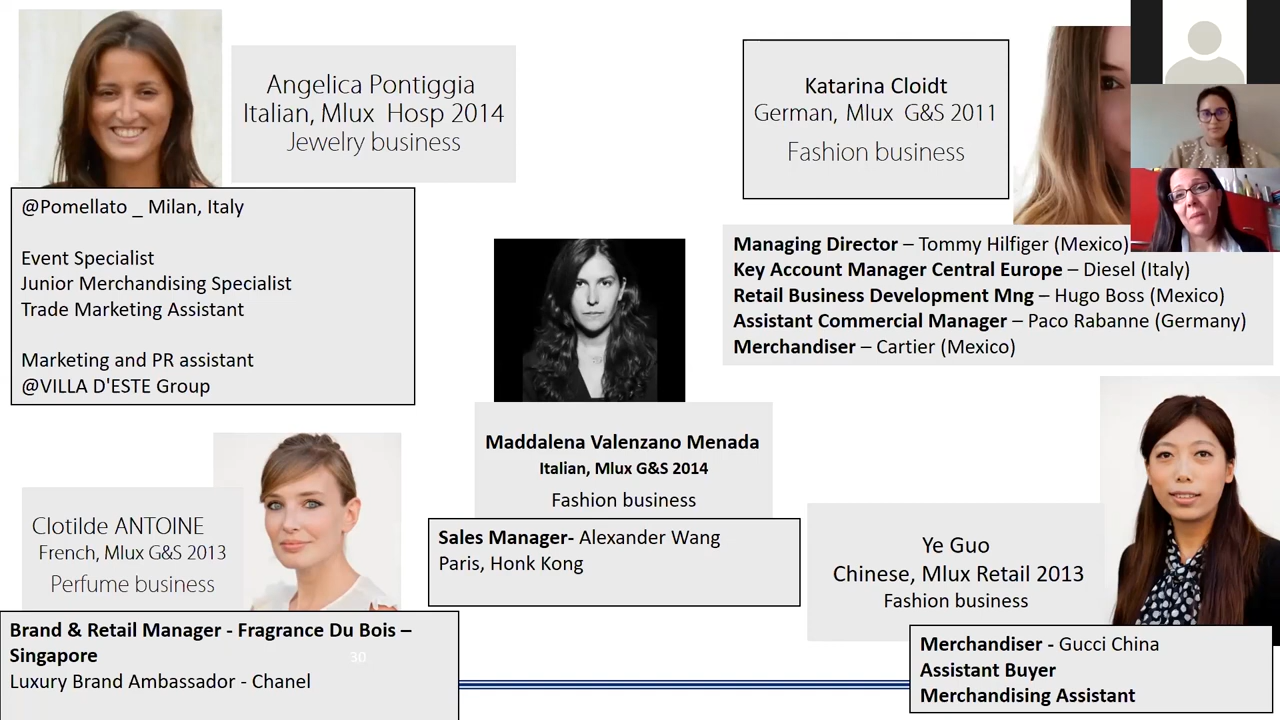 Angelica Pontiggia
Italian, Mlux Hosp 2014
Jewelry business
@Pomellato _ Milan, Italy
Event Specialist
Junior Merchandising Specialist
Trade Marketing Assistant
Marketing and PR assistant
@VILLA D'ESTE Group
Katarina Cloidt
German, Mlux G&S 2011
Fashion business
Managing Director – Tommy Hilfiger (Mexico)
Key Account Manager Central Europe – Diesel (Italy)
Retail Business Development Mng – Hugo Boss (Mexico)
Assistant Commercial Manager – Paco Rabanne (Germany)
Merchandiser – Cartier (Mexico)
Maddalena Valenzano Menada
Italian, Mlux G&S 2014
Fashion business
Sales Manager- Alexander Wang
Paris, Honk Kong
Clotilde ANTOINE
French, Mlux G&S 2013
Perfume business
Brand & Retail Manager - Fragrance Du Bois –
Singapore
Luxury Brand Ambassador - Chanel
30
Ye Guo
Chinese, Mlux Retail 2013
Fashion business
Merchandiser - Gucci China
Assistant Buyer
Merchandising Assistant